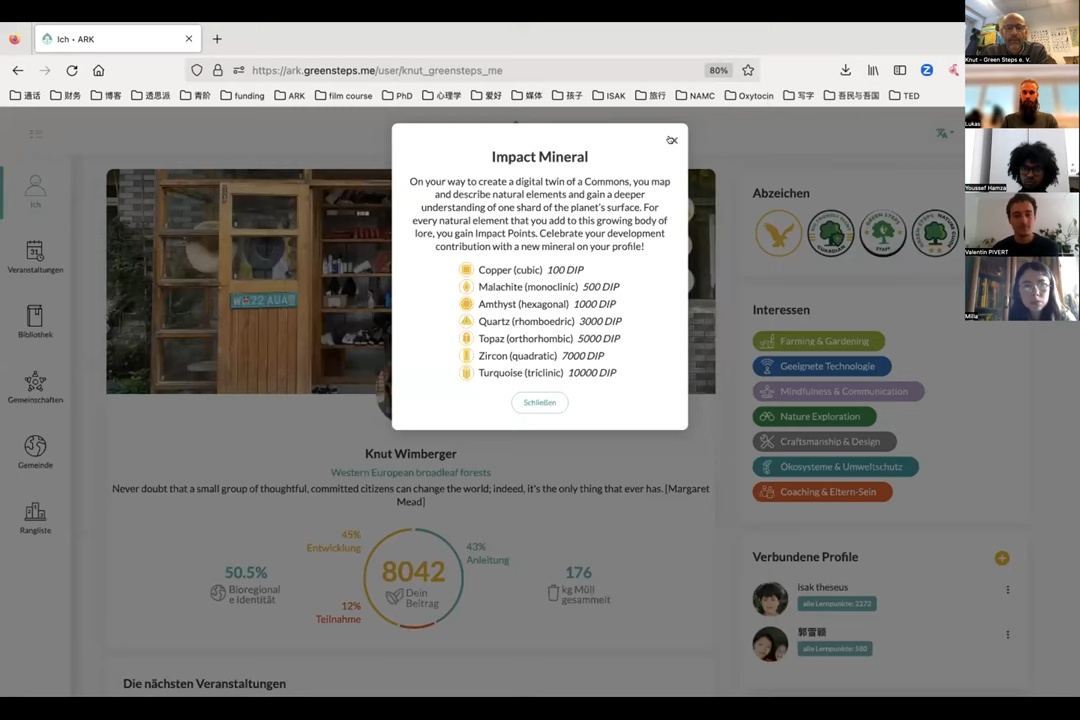 Ich • ARK
https://ark.greensteps.me/user/knut_greensteps_me
80%
通话
财务
博客
透思派
青阶
funding
ARK
film course
PhD
心理学
爱好
媒体
孩子
ISAK
旅行
NAMC
Oxytocin
写字
吾民与吾国
TED
Knut - Green Steps e. V.
Lukas
Youssef Hamza
Valentin PIVERT
Milla
Ich
Veranstaltungen
Bibliothek
Gemeinschaften
Gemeinde
Rangliste
Impact Mineral
On your way to create a digital twin of a Commons, you map
and describe natural elements and gain a deeper
understanding of one shard of the planet's surface. For
every natural element that you add to this growing body of
lore, you gain Impact Points. Celebrate your development
contribution with a new mineral on your profile!
Copper (cubic) 100 DIP
Malachite (monoclinic) 500 DIP
Amthyst (hexagonal) 1000 DIP
Quartz (rhomboedric) 3000 DIP
Topaz (orthorhombic) 5000 DIP
Zircon (quadratic) 7000 DIP
Turquoise (triclinic) 10000 DIP
Schließen
Knut Wimberger
Western European broadleaf forests
Never doubt that a small group of thoughtful, committed citizens can change the world; indeed, it's the only thing that ever has. [Margaret
Mead]
45%
Entwicklung
43%
Anleitung
12%
Teilnahme
8042
Dein
Beitrag
50.5%
Bioregional
e Identität
176
kg Müll
gesammelt
Die nächsten Veranstaltungen
Abzeichen
Interessen
Farming & Gardening
Geeignete Technologie
Mindfulness & Communication
Nature Exploration
Craftsmanship & Design
Ökosysteme & Umweltschutz
Coaching & Eltern-Sein
Verbundene Profile
isak theseus
alle Lernpunkte: 2272
郭雪颖
alle Lernpunkte: 580